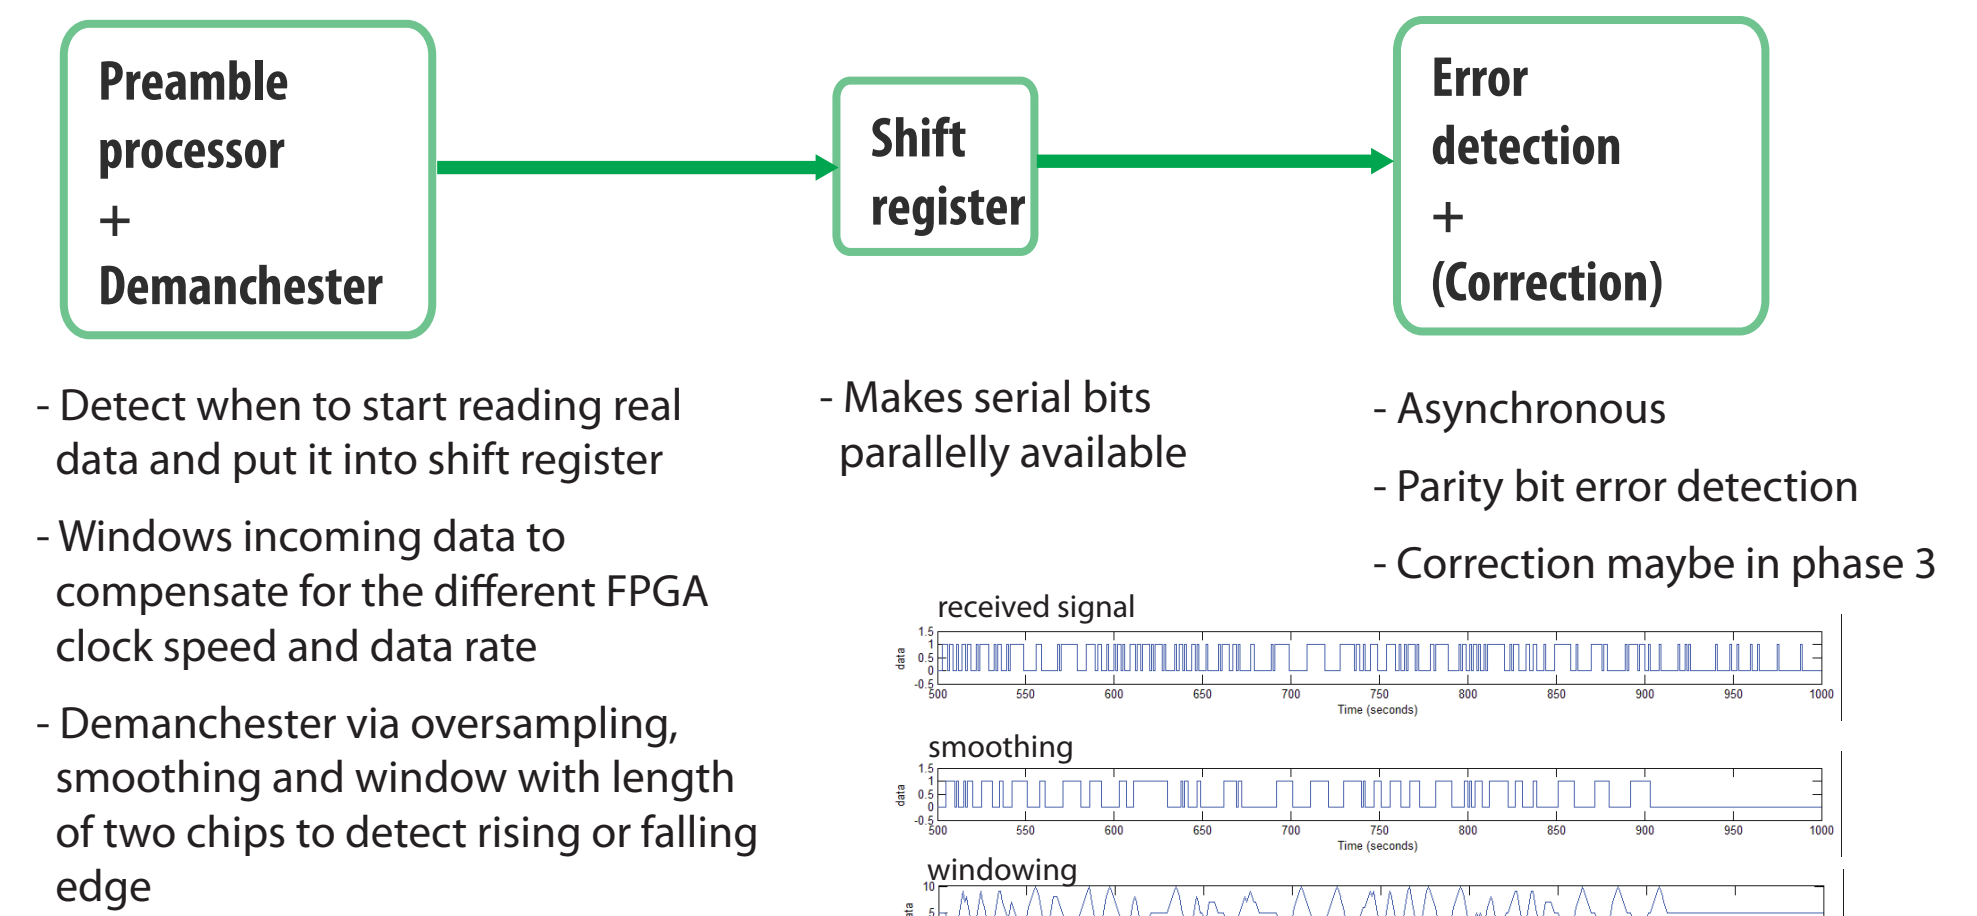 Preamble
processor
+
Demanchester
Shift
register
Error
detection
+
(Correction)
- Detect when to start reading real
data and put it into shift register
- Windows incoming data to
compensate for the different FPGA
clock speed and data rate
- Demanchester via oversampling,
smoothing and window with length
of two chips to detect rising or falling
edge
- Makes serial bits
parallelly available
- Asynchronous
- Parity bit error detection
- Correction maybe in phase 3
received signal
data
1.5
1
0.5
0
-0.5
500 550 600 650 700 750 800 850 900 950 1000
Time (seconds)
smoothing
data
1.5
1
0.5
0
-0.5
500 550 600 650 700 750 800 850 900 950 1000
Time (seconds)
windowing
10
5